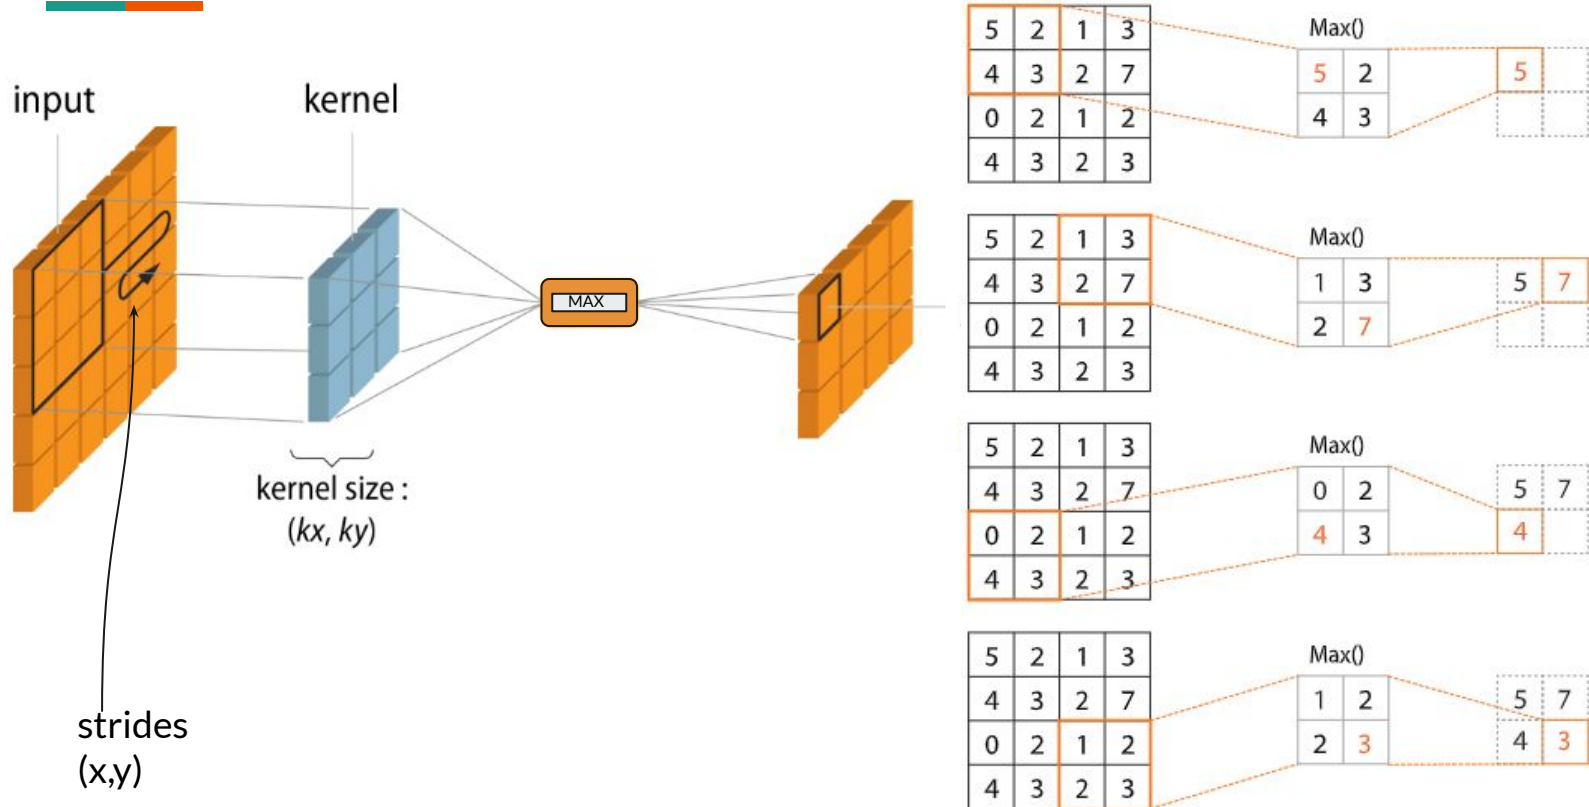 input
kernel
MAX
kernel size :
(kx, ky)
strides
(x,y)
5 2 1 3
4 3 2 7
0 2 1 2
4 3 2 3
Max()
5 2
4 3
5
5 2 1 3
4 3 2 7
0 2 1 2
4 3 2 3
Max()
1 3
2 7
5 7
5 2 1 3
4 3 2 7
0 2 1 2
4 3 2 3
Max()
0 2
4 3
5 7
4
5 2 1 3
4 3 2 7
0 2 1 2
4 3 2 3
Max()
1 2
2 3
5 7
4 3